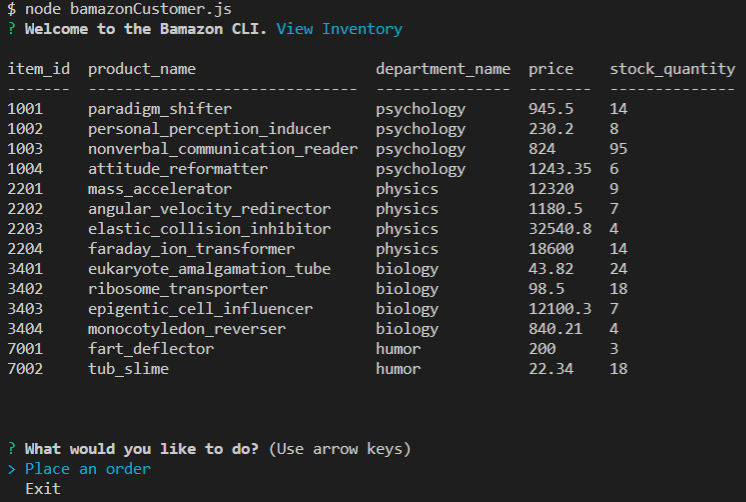 $ node bamazonCustomer.js
? Welcome to the Bamazon CLI. View Inventory
item_id  product_name                    department_name  price     stock_quantity
-------  ------------------------------  ---------------  -------   --------------
1001     paradigm_shifter                psychology       945.5     14
1002     personal_perception_inducer     psychology       230.2     8
1003     nonverbal_communication_reader  psychology       824       95
1004     attitude_reformatter            psychology       1243.35   6
2201     mass_accelerator                physics          12320     9
2202     angular_velocity_redirector     physics          1180.5    7
2203     elastic_collision_inhibitor     physics          32540.8   4
2204     faraday_ion_transformer         physics          18600     14
3401     eukaryote_amalgamation_tube     biology          43.82     24
3402     ribosome_transporter            biology          98.5      18
3403     epigentic_cell_influencer       biology          12100.3   7
3404     monocotyledon_reverser          biology          840.21    4
7001     fart_deflector                  humor            200       3
7002     tub_slime                       humor            22.34     18
? What would you like to do? (Use arrow keys)
> Place an order
  Exit